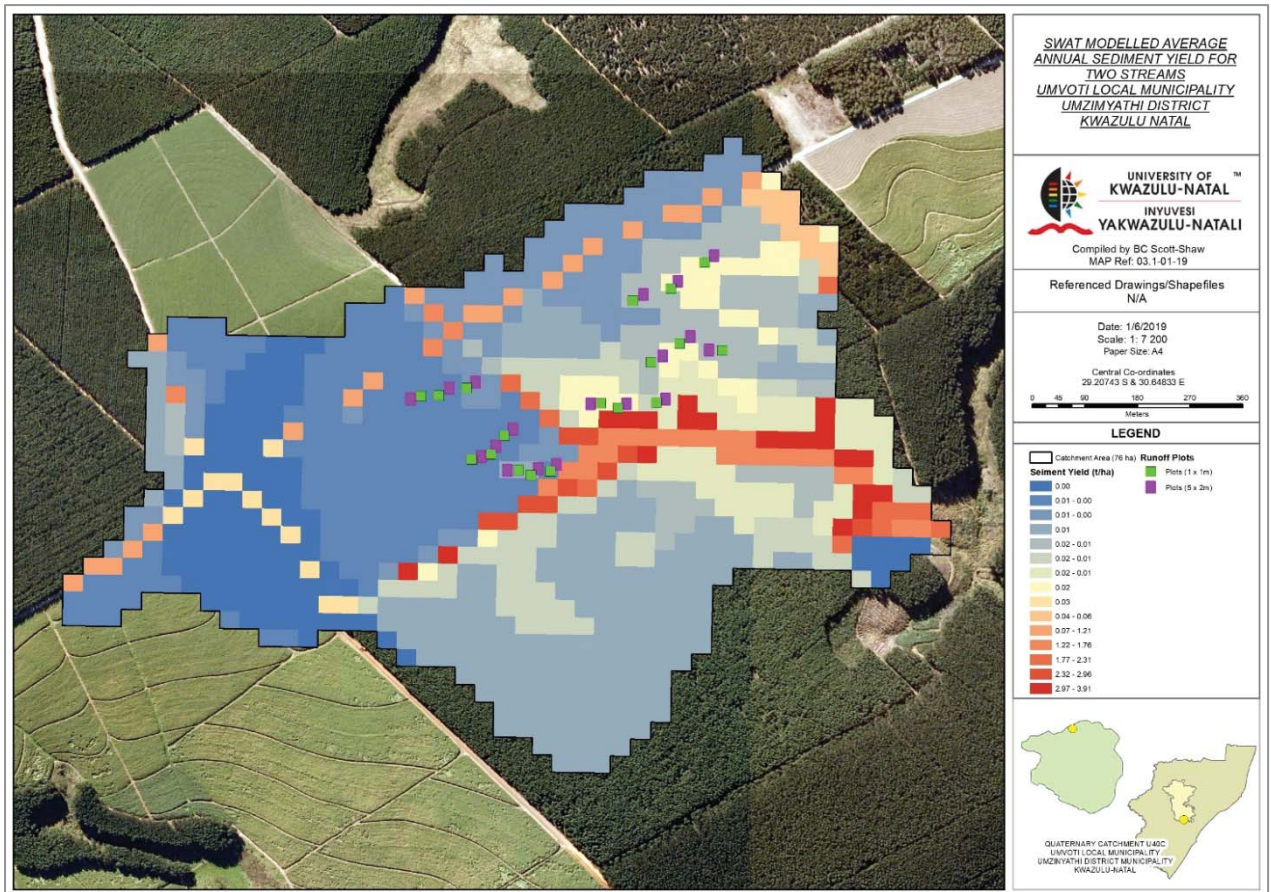 SWAT MODELLED AVERAGE
ANNUAL SEDIMENT YIELD FOR
TWO STREAMS
UMVOTI LOCAL MUNICIPALITY
UMZIMYATHI DISTRICT
KWAZULU NATAL
UNIVERSITY OF ™
KWAZULU-NATAL
INYUVESI
YAKWAZULU-NATALI
Compiled by BC Scott-Shaw
MAP Ref: 03.1-01-19
Referenced Drawings/Shapefiles
N/A
Date: 1/6/2019
Scale: 1: 7 200
Paper Size: A4
Central Co-ordinates
29.20743 S & 30.64833 E
0 45 90 180 270 360
Meters
LEGEND
Catchment Area (76 ha) Runoff Plots
Seiment Yield (t/ha) Plots (1 x 1m)
0.00 Plots (5 x 2m)
0.01 - 0.00
0.01 - 0.00
0.01
0.02 - 0.01
0.02 - 0.01
0.02 - 0.01
0.02
0.03
0.04 - 0.06
0.07 - 1.21
1.22 - 1.76
1.77 - 2.31
2.32 - 2.96
2.97 - 3.91
QUATERNARY CATCHMENT U40C
UMVOTI LOCAL MUNICIPALITY
UMZINYATHI DISTRICT MUNICIPALITY
KWAZULU-NATAL